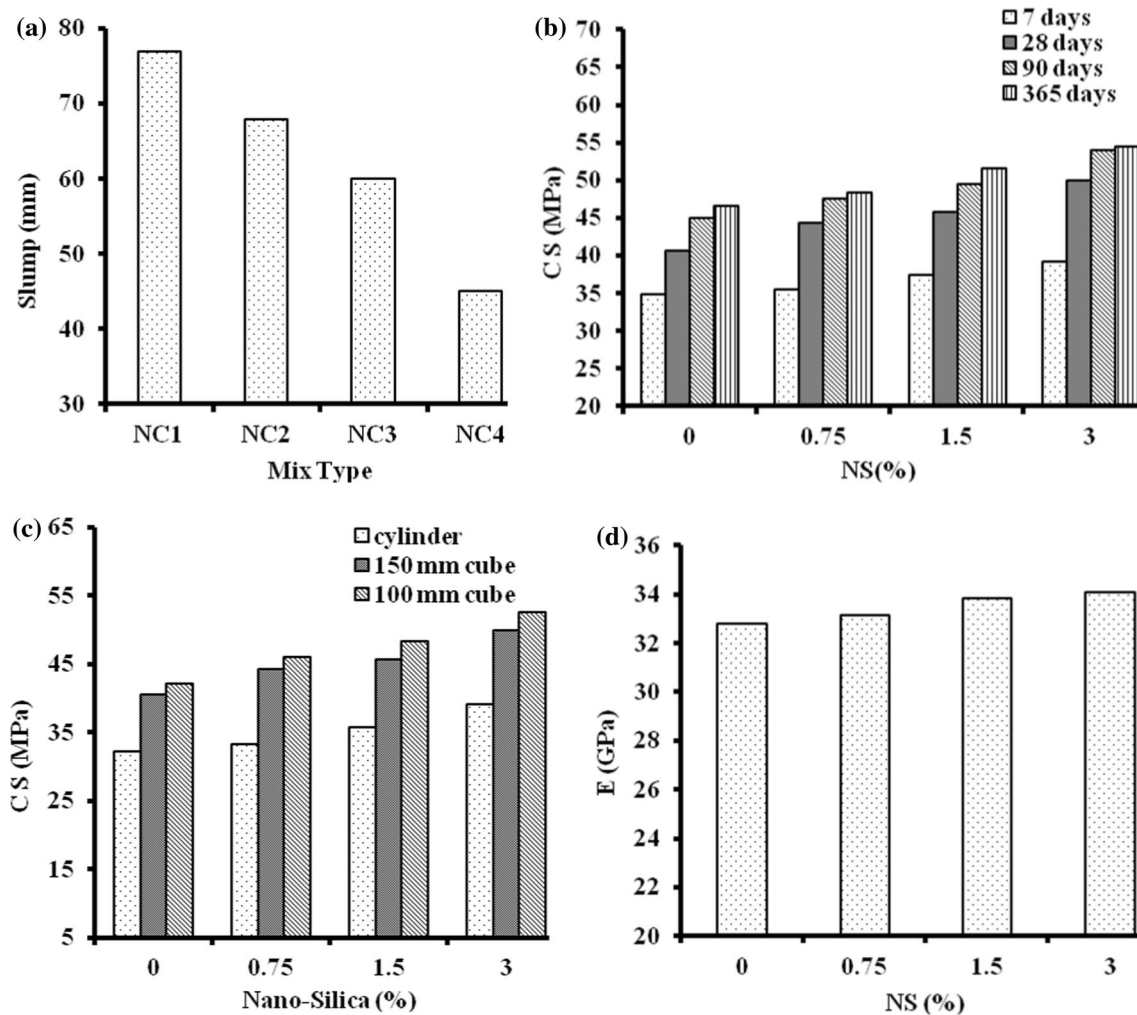 (a)
80
70
60
50
40
30
Slump (mm)
NC1 NC2 NC3 NC4
Mix Type
(b)
7 days
28 days
90 days
365 days
70
65
60
55
50
45
40
35
30
25
20
C S (MPa)
0 0.75 1.5 3
NS(%)
(c)
cylinder
150 mm cube
100 mm cube
65
55
45
35
25
15
5
C S (MPa)
0 0.75 1.5 3
Nano-Silica (%)
(d)
36
34
32
30
28
26
24
22
20
E (GPa)
0 0.75 1.5 3
NS (%)